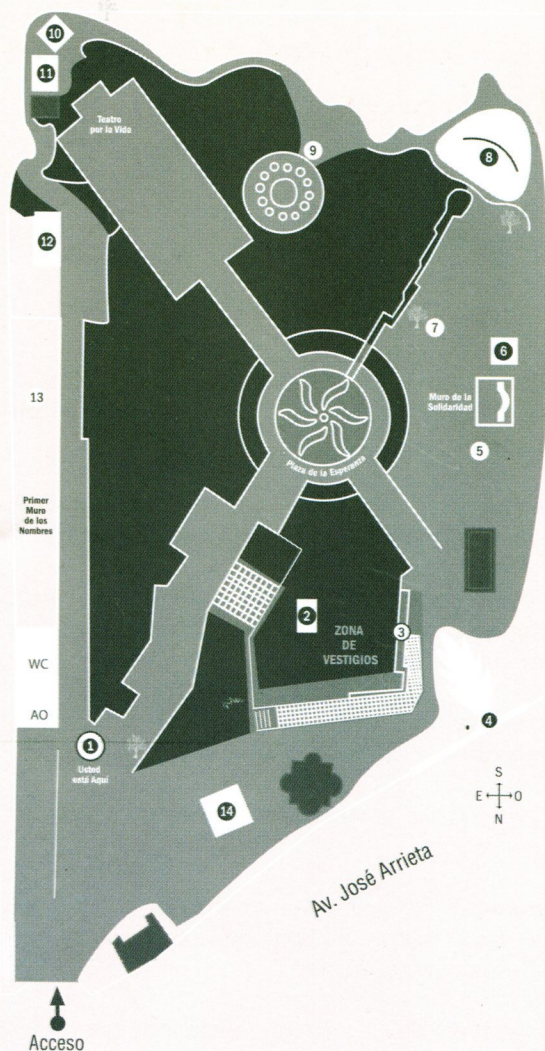 10
11
Teatro
por la Vida
9
8
12
7
6
13
Muro de la
Solidaridad
5
Plaza de la Esperanza
Primer
Muro
de los
Nombres
2
ZONA
DE
VESTIGIOS
3
WC
AO
1
Usted
está Aquí
4
S
E
O
N
14
Av. José Arrieta
Acceso